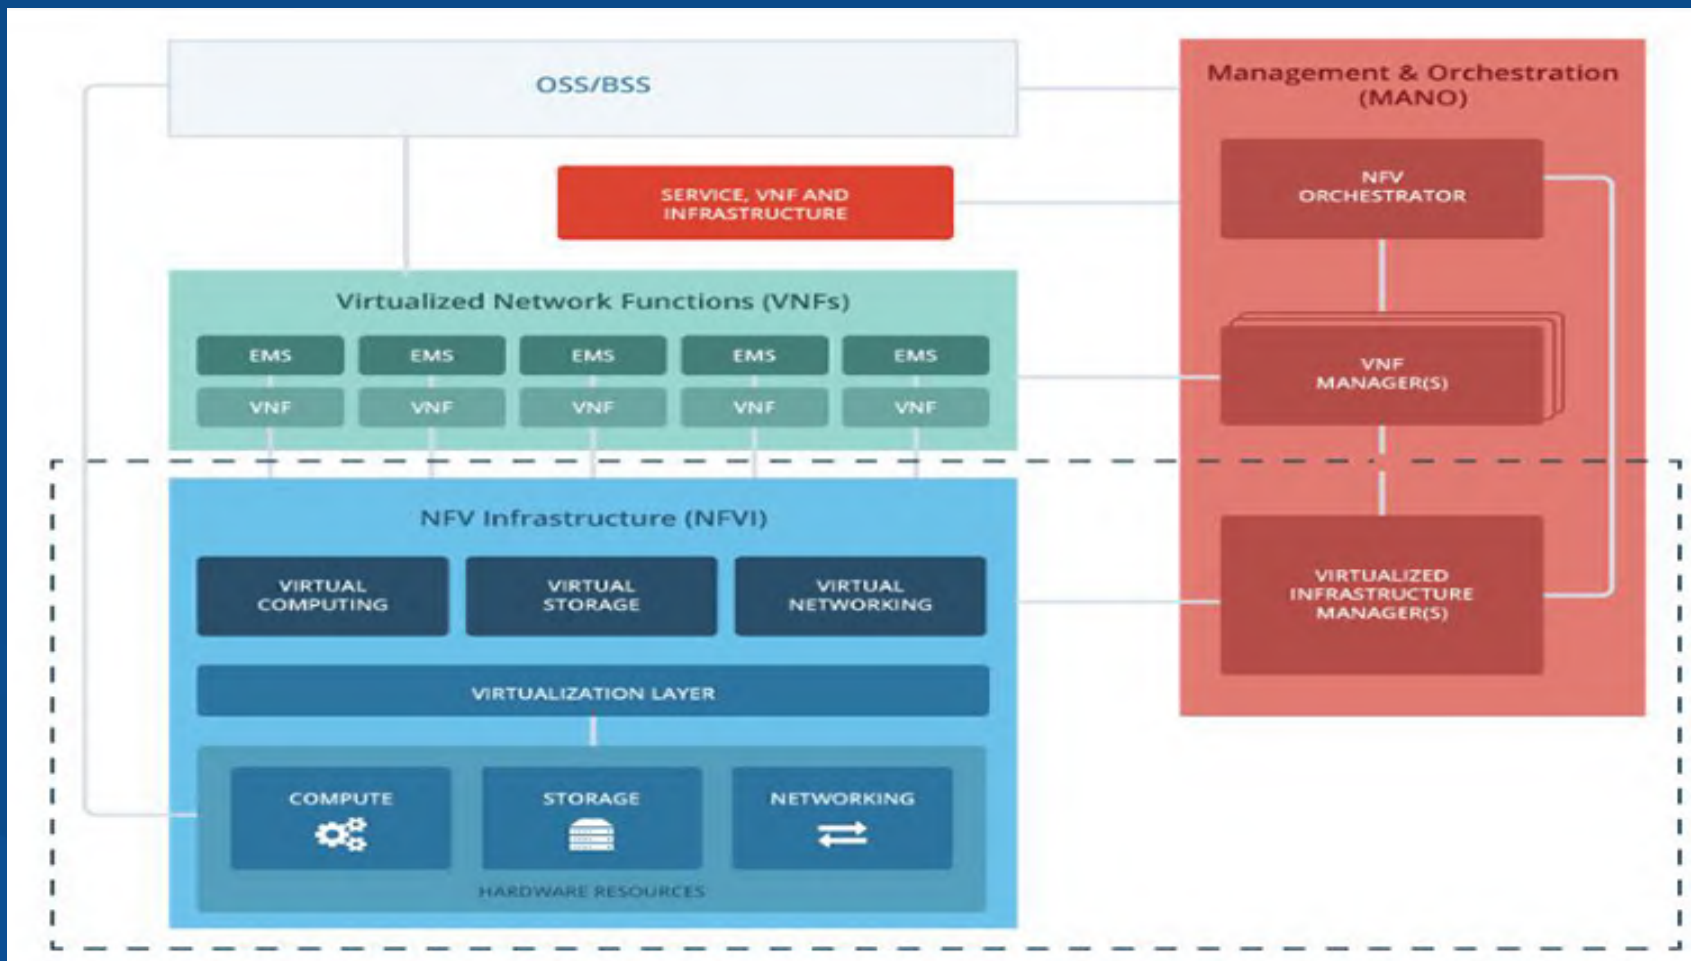 OSS/BSS
Management & Orchestration
(MANO)
NFV
ORCHESTRATOR
SERVICE, VNF AND
INFRASTRUCTURE
Virtualized Network Functions (VNFs)
EMS
EMS
EMS
EMS
EMS
VNF
VNF
VNF
VNF
VNF
VNF
MANAGER(S)
NFV Infrastructure (NFVI)
VIRTUAL
COMPUTING
VIRTUAL
STORAGE
VIRTUAL
NETWORKING
VIRTUALIZED
INFRASTRUCTURE
MANAGER(S)
VIRTUALIZATION LAYER
COMPUTE
STORAGE
NETWORKING
HARDWARE RESOURCES